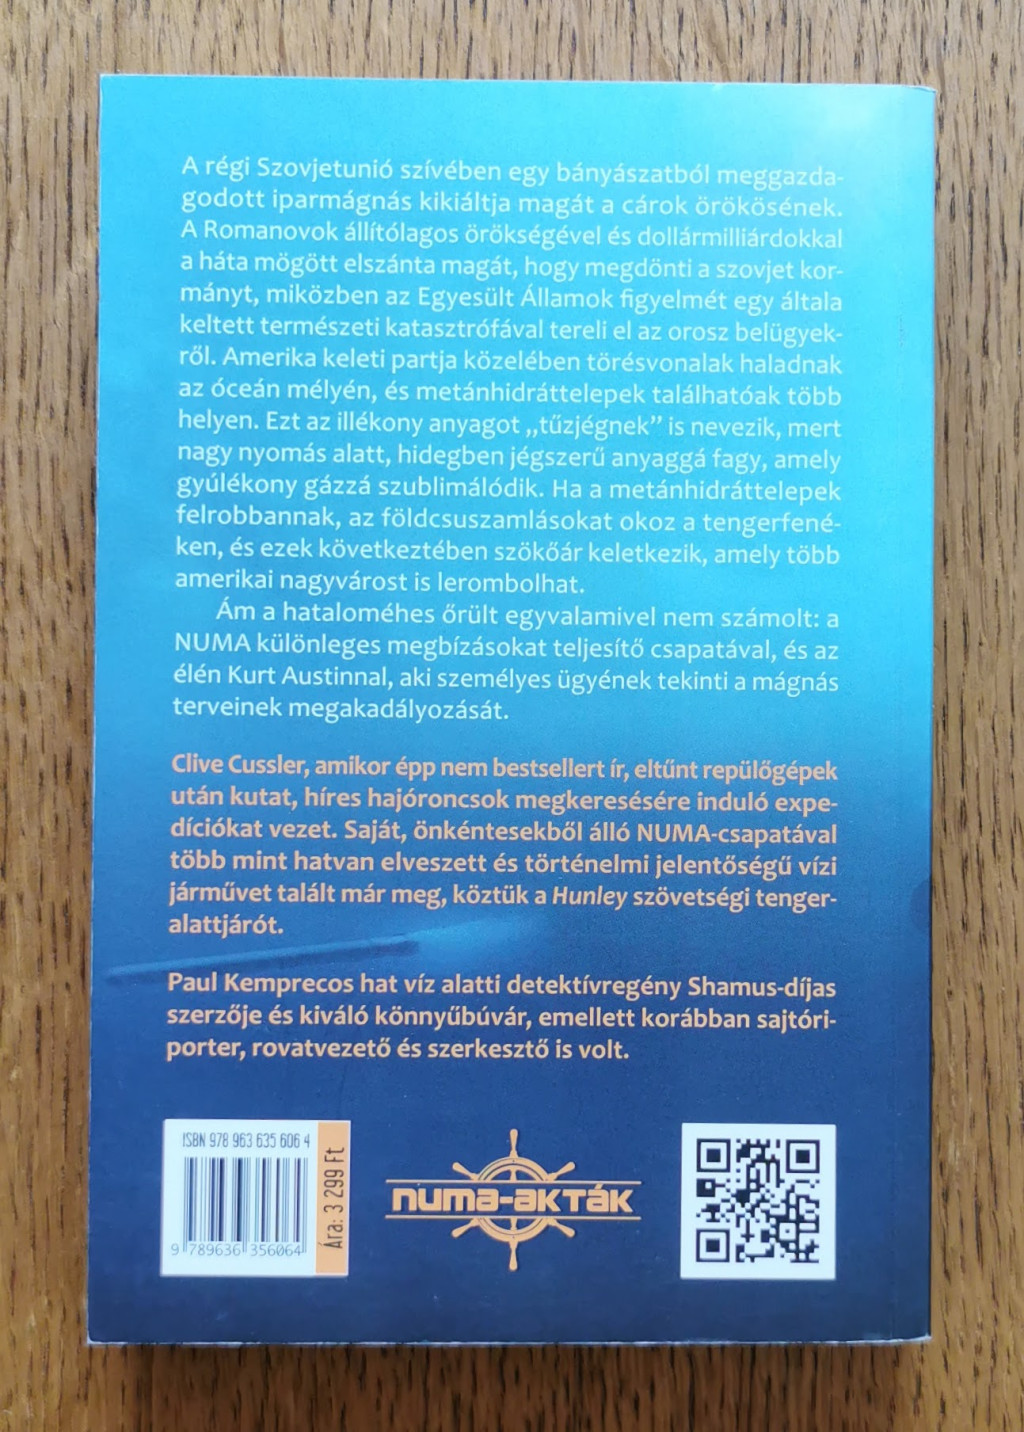 A régi Szovjetunió szívében egy bányászatból meggazda-
godott iparmágnás kikiáltja magát a cárok örökösének.
A Romanovok állítólagos örökségével és dollármilliárdokkal
a háta mögött elszánta magát, hogy megdönti a szovjet kor-
mányt, miközben az Egyesült Államok figyelmét egy általa
keltett természeti katasztrófával tereli el az orosz belügyek-
ről. Amerika keleti partja közelében törésvonalak haladnak
az óceán mélyén, és metánhidráttelepek találhatóak több
helyen. Ezt az illékony anyagot „tűzjégnek” is nevezik, mert
nagy nyomás alatt, hidegben jégszerű anyaggá fagy, amely
gyúlékony gázzá szublimálódik. Ha a metánhidráttelepek
felrobbannak, az földcsuszamlásokat okoz a tengerfené-
ken, és ezek következtében szökőár keletkezik, amely több
amerikai nagyvárost is lerombolhat.
Ám a hataloméhes őrült egyvalamivel nem számolt: a
NUMA különleges megbízásokat teljesítő csapatával, és az
élén Kurt Austinnal, aki személyes ügyének tekinti a mágnás
terveinek megakadályozását.
Clive Cussler, amikor épp nem bestsellert ír, eltűnt repülőgépek
után kutat, híres hajóroncsok megkeresésére induló expe-
díciókat vezet. Saját, önkéntesekből álló NUMA-csapatával
több mint hatvan elveszett és történelmi jelentőségű vízi
járművet talált már meg, köztük a Hunley szövetségi tenger-
alattjárót.
Paul Kemprecos hat víz alatti detektívregény Shamus-díjas
szerzője és kiváló könnyűbúvár, emellett korábban sajtóri-
porter, rovatvezető és szerkesztő is volt.
ISBN 978 963 635 606 4
9 789636 356064
Ára: 3 299 Ft
NUMA-AKTÁK